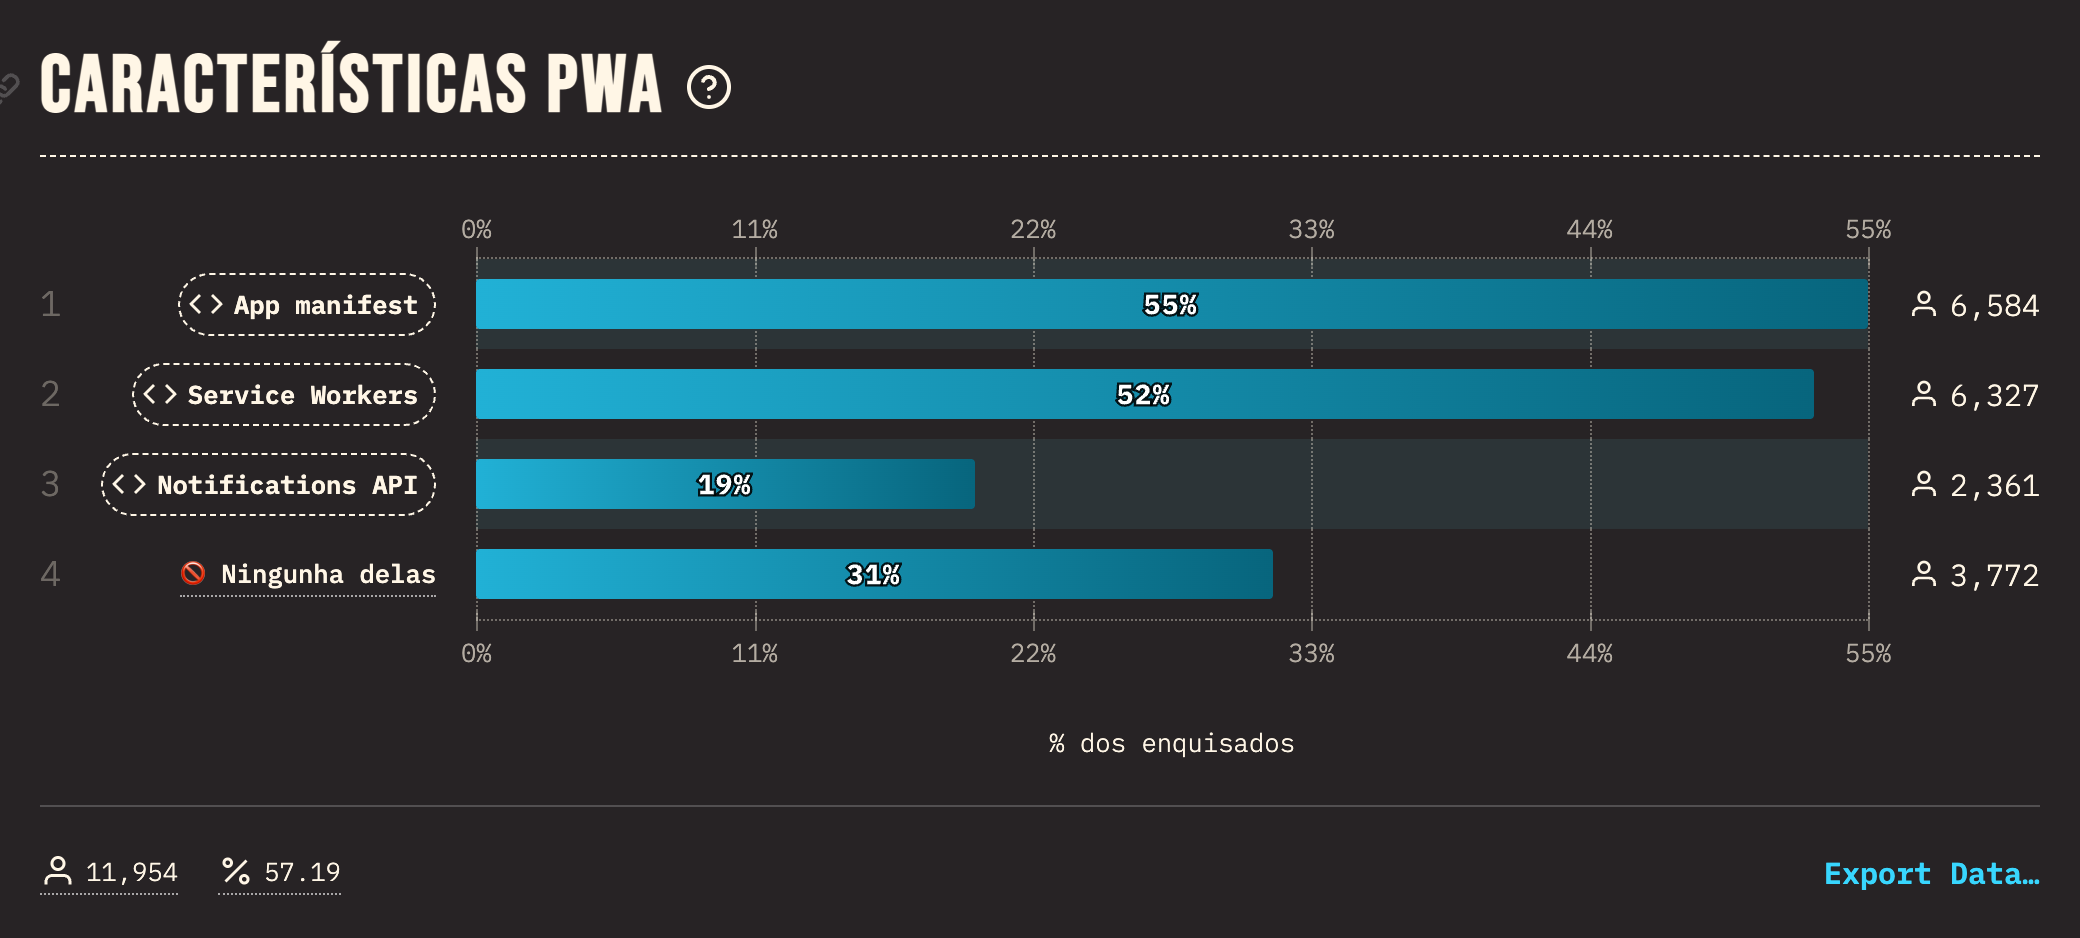 CARACTERÍSTICAS PWA
0% 11% 22% 33% 44% 55%
1 App manifest 55% 6,584
2 Service Workers 52% 6,327
3 Notifications API 19% 2,361
4 Ningunha delas 31% 3,772
0% 11% 22% 33% 44% 55%
% dos enquisados
11,954 % 57.19 Export Data…